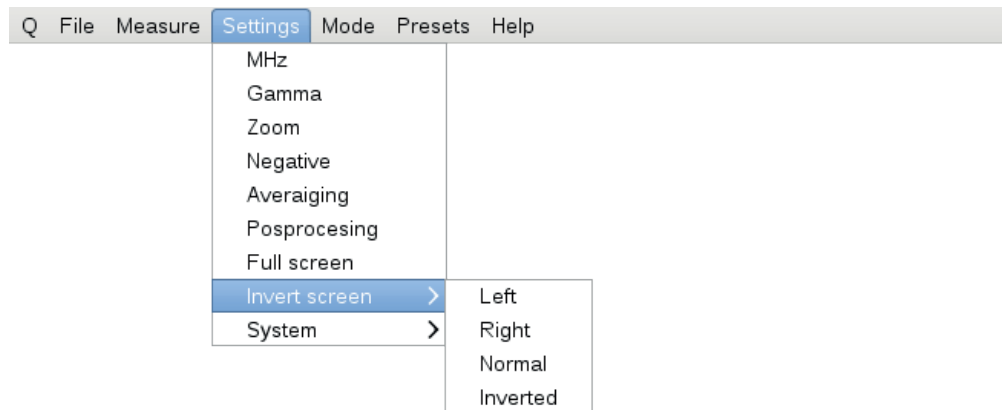 Q File Measure Settings Mode Presets Help
MHz
Gamma
Zoom
Negative
Averaiging
Posprocesing
Full screen
Invert screen
System
Left
Right
Normal
Inverted